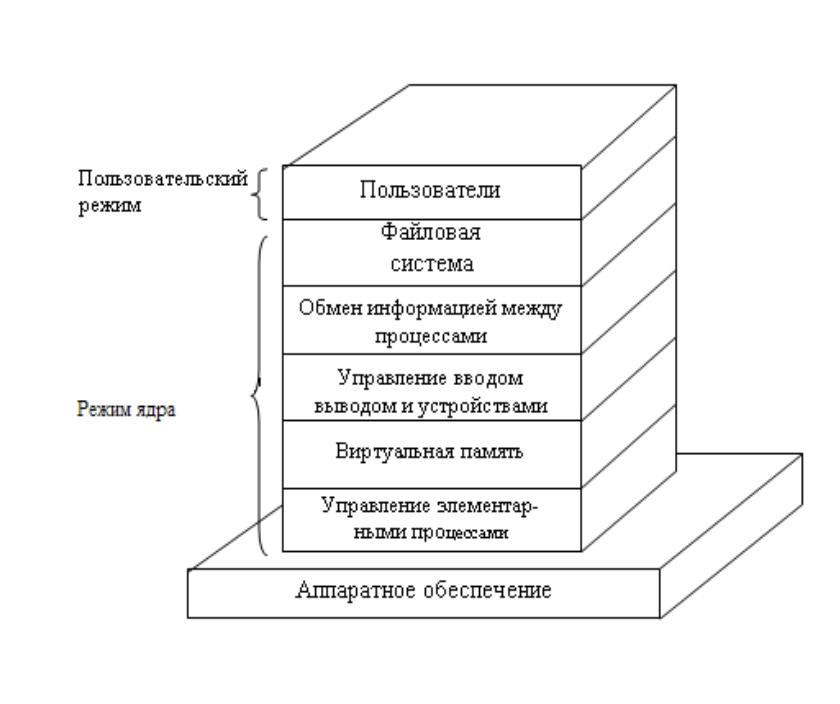 Пользовательский
режим
Пользователи
Файловая
система
Обмен информацией между
процессами
Режим ядра
Управление вводом
выводом и устройствами
Виртуальная память
Управление элементар-
ными процессами
Аппаратное обеспечение